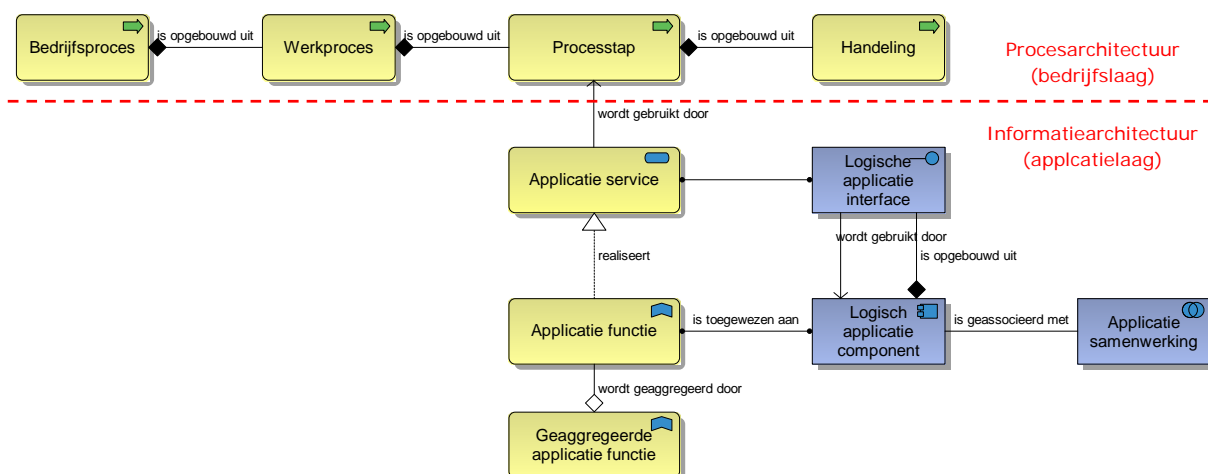 Bedrijfsproces
is opgebouwd uit
Werkproces
is opgebouwd uit
Processtap
is opgebouwd uit
Handeling
Procesarchitectuur
(bedrijfslaag)
wordt gebruikt door
Informatiearchitectuur
(applcatielaag)
Applicatie service
Logische
applicatie
interface
wordt gebruikt door
is opgebouwd uit
realiseert
Applicatie functie
is toegewezen aan
Logisch
applicatie
component
is geassocieerd met
Applicatie
samenwerking
wordt geaggregeerd door
Geaggregeerde
applicatie functie